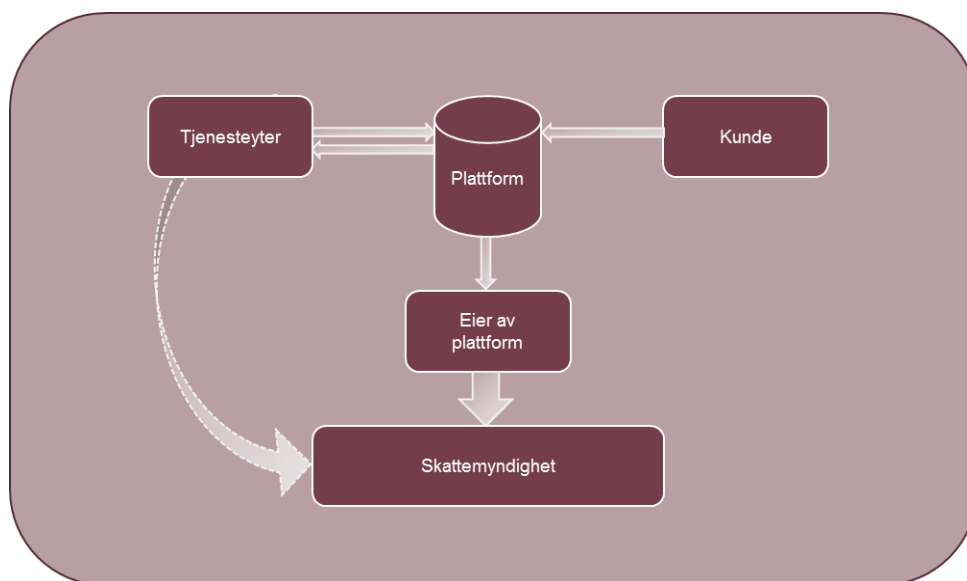 Tjenesteyter
Plattform
Kunde
Eier av
plattform
Skattemyndighet